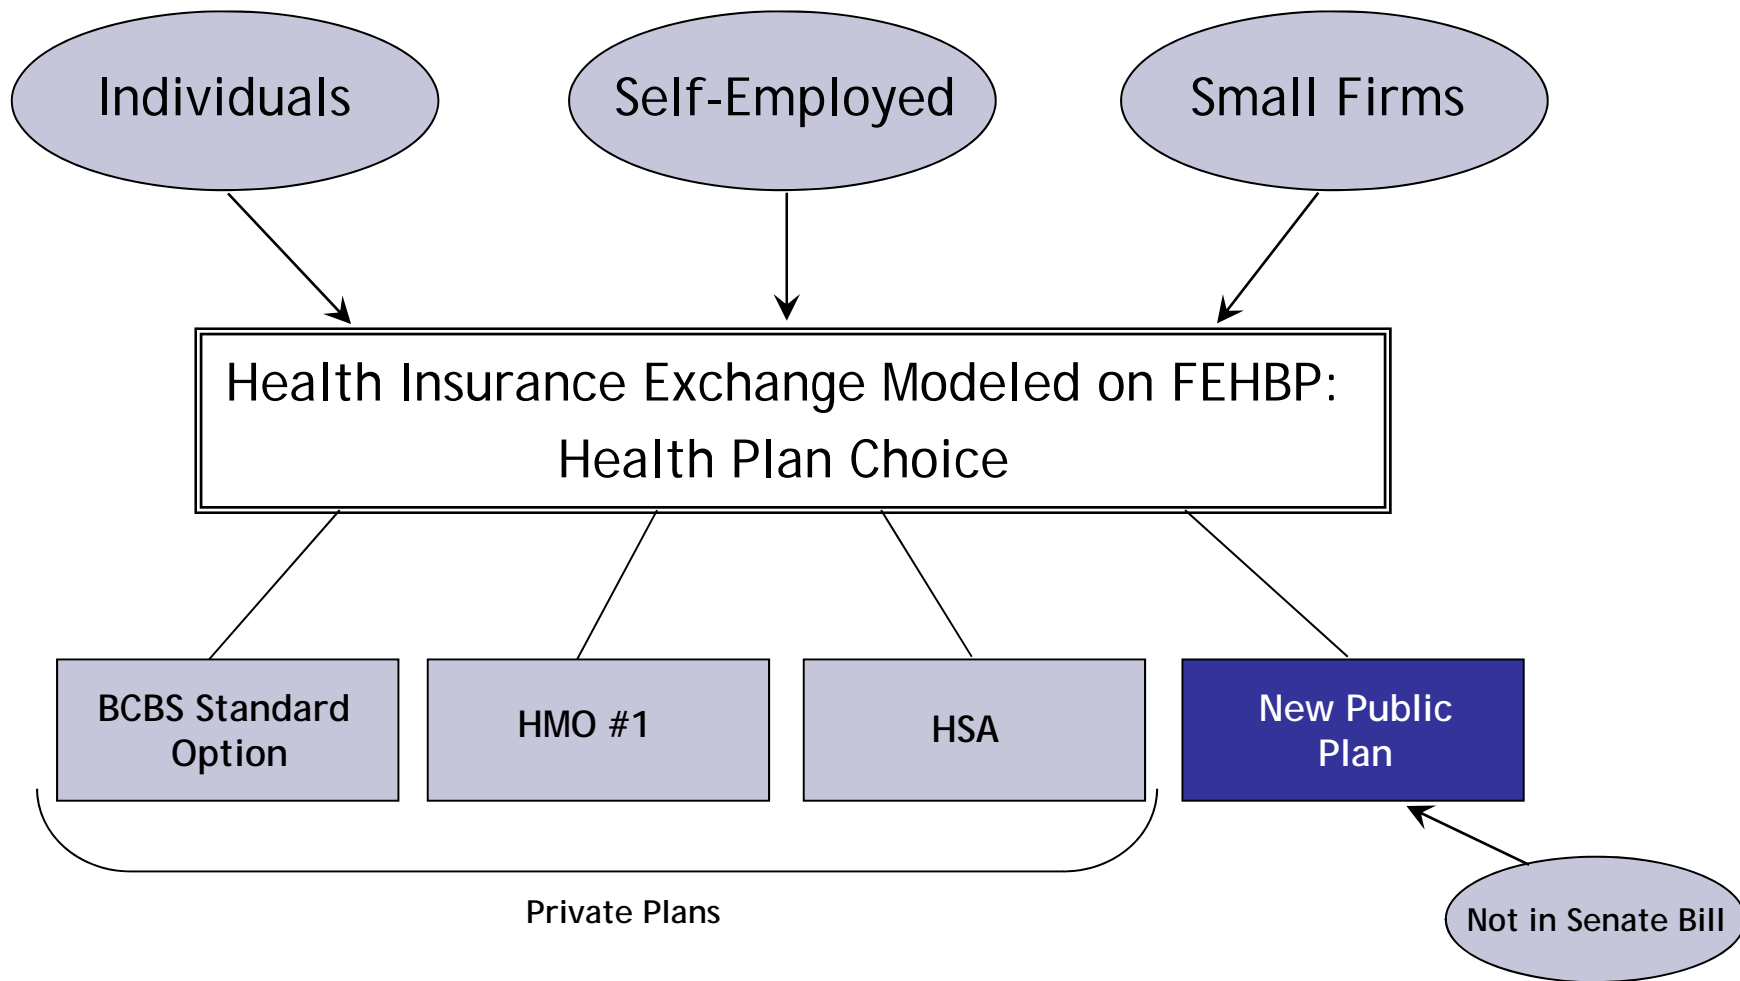 Individuals
Self-Employed
Small Firms
Health Insurance Exchange Modeled on FEHBP:
Health Plan Choice
BCBS Standard
Option
HMO #1
HSA
New Public
Plan
Private Plans
Not in Senate Bill